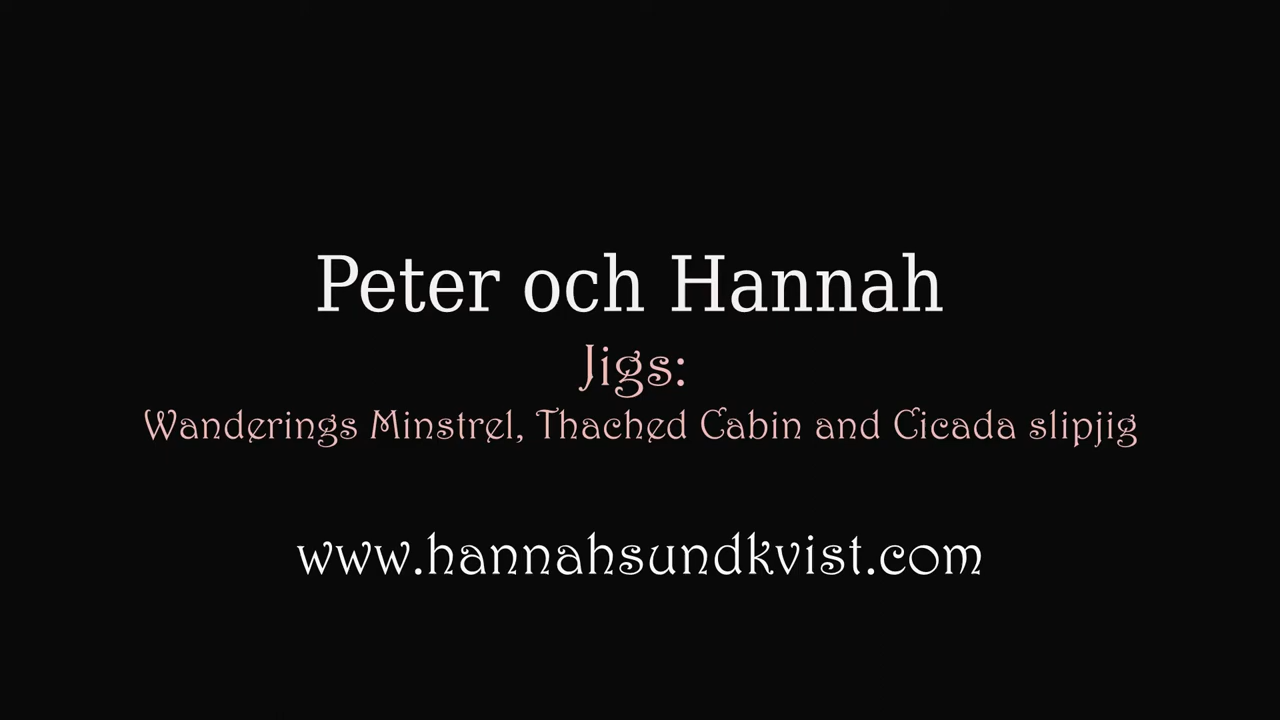 Peter och Hannah
Jigs:
Wanderings Minstrel, Thached Cabin and Cicada slipjig
www.hannahsundkvist.com